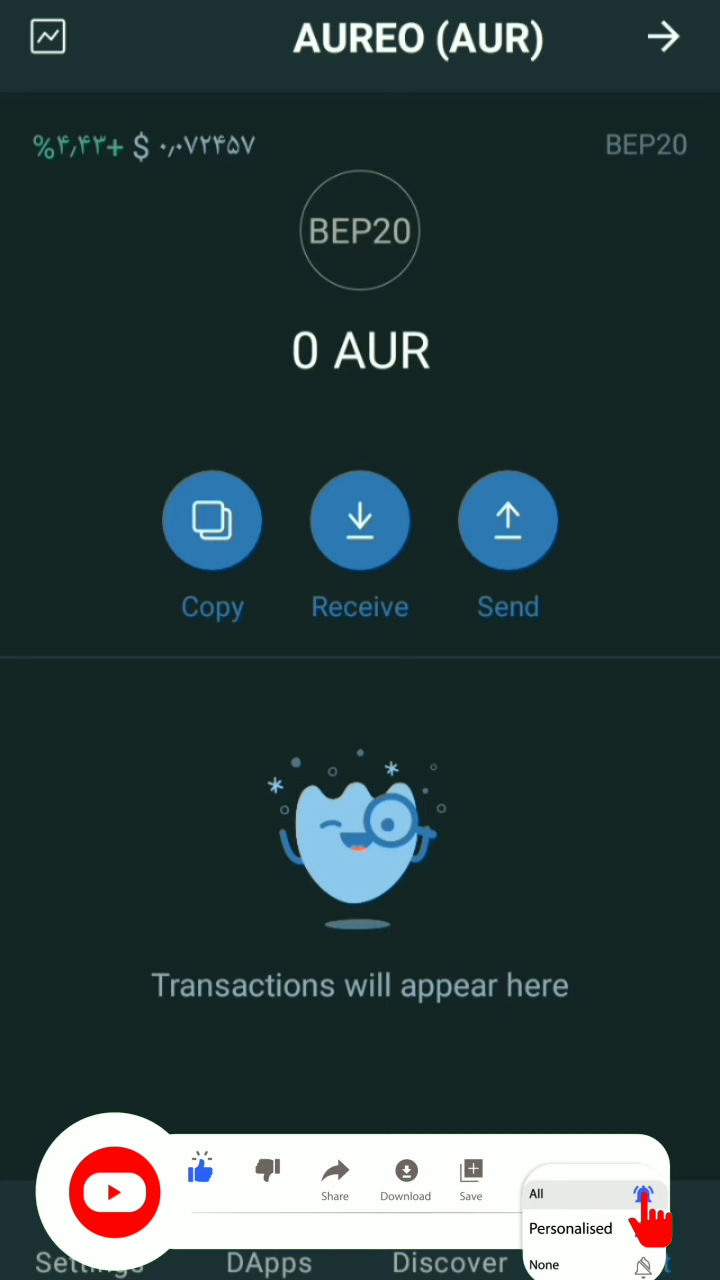 AUREO (AUR)
%۴٫۴۳+ $ ۰٫۰۷۲۴۵۷
BEP20
BEP20
0 AUR
Copy
Receive
Send
Transactions will appear here
Share
Download
Save
All
Personalised
None
Settings
DApps
Discover